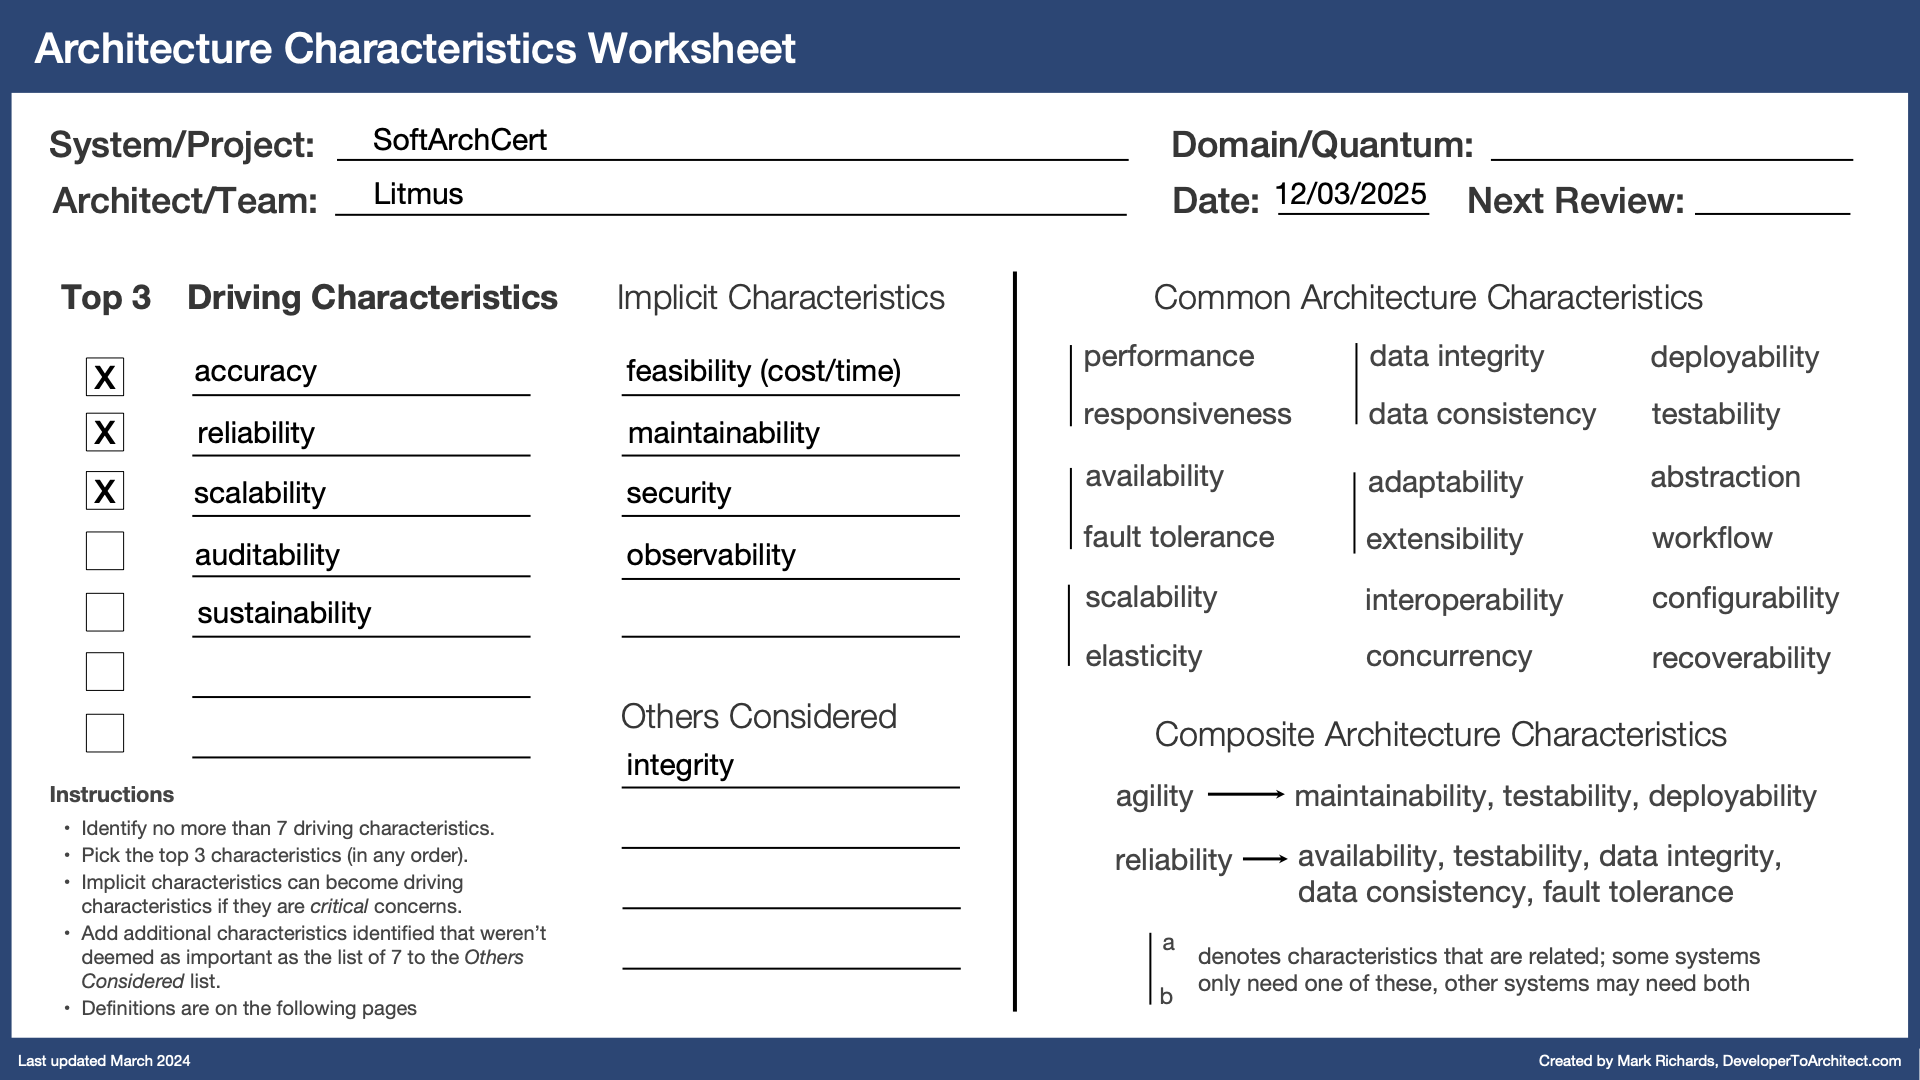 Architecture Characteristics Worksheet
System/Project: SoftArchCert
Domain/Quantum:
Architect/Team: Litmus
Date: 12/03/2025 Next Review:
Top 3 Driving Characteristics
X accuracy
X reliability
X scalability
auditability
sustainability
Implicit Characteristics
feasibility (cost/time)
maintainability
security
observability
Others Considered
integrity
Instructions
• Identify no more than 7 driving characteristics.
• Pick the top 3 characteristics (in any order).
• Implicit characteristics can become driving
characteristics if they are critical concerns.
• Add additional characteristics identified that weren’t
deemed as important as the list of 7 to the Others
Considered list.
• Definitions are on the following pages
Common Architecture Characteristics
performance data integrity deployability
responsiveness data consistency testability
availability adaptability abstraction
fault tolerance extensibility workflow
scalability interoperability configurability
elasticity concurrency recoverability
Composite Architecture Characteristics
agility → maintainability, testability, deployability
reliability → availability, testability, data integrity,
data consistency, fault tolerance
a
b
denotes characteristics that are related; some systems
only need one of these, other systems may need both
Last updated March 2024
Created by Mark Richards, DeveloperToArchitect.com